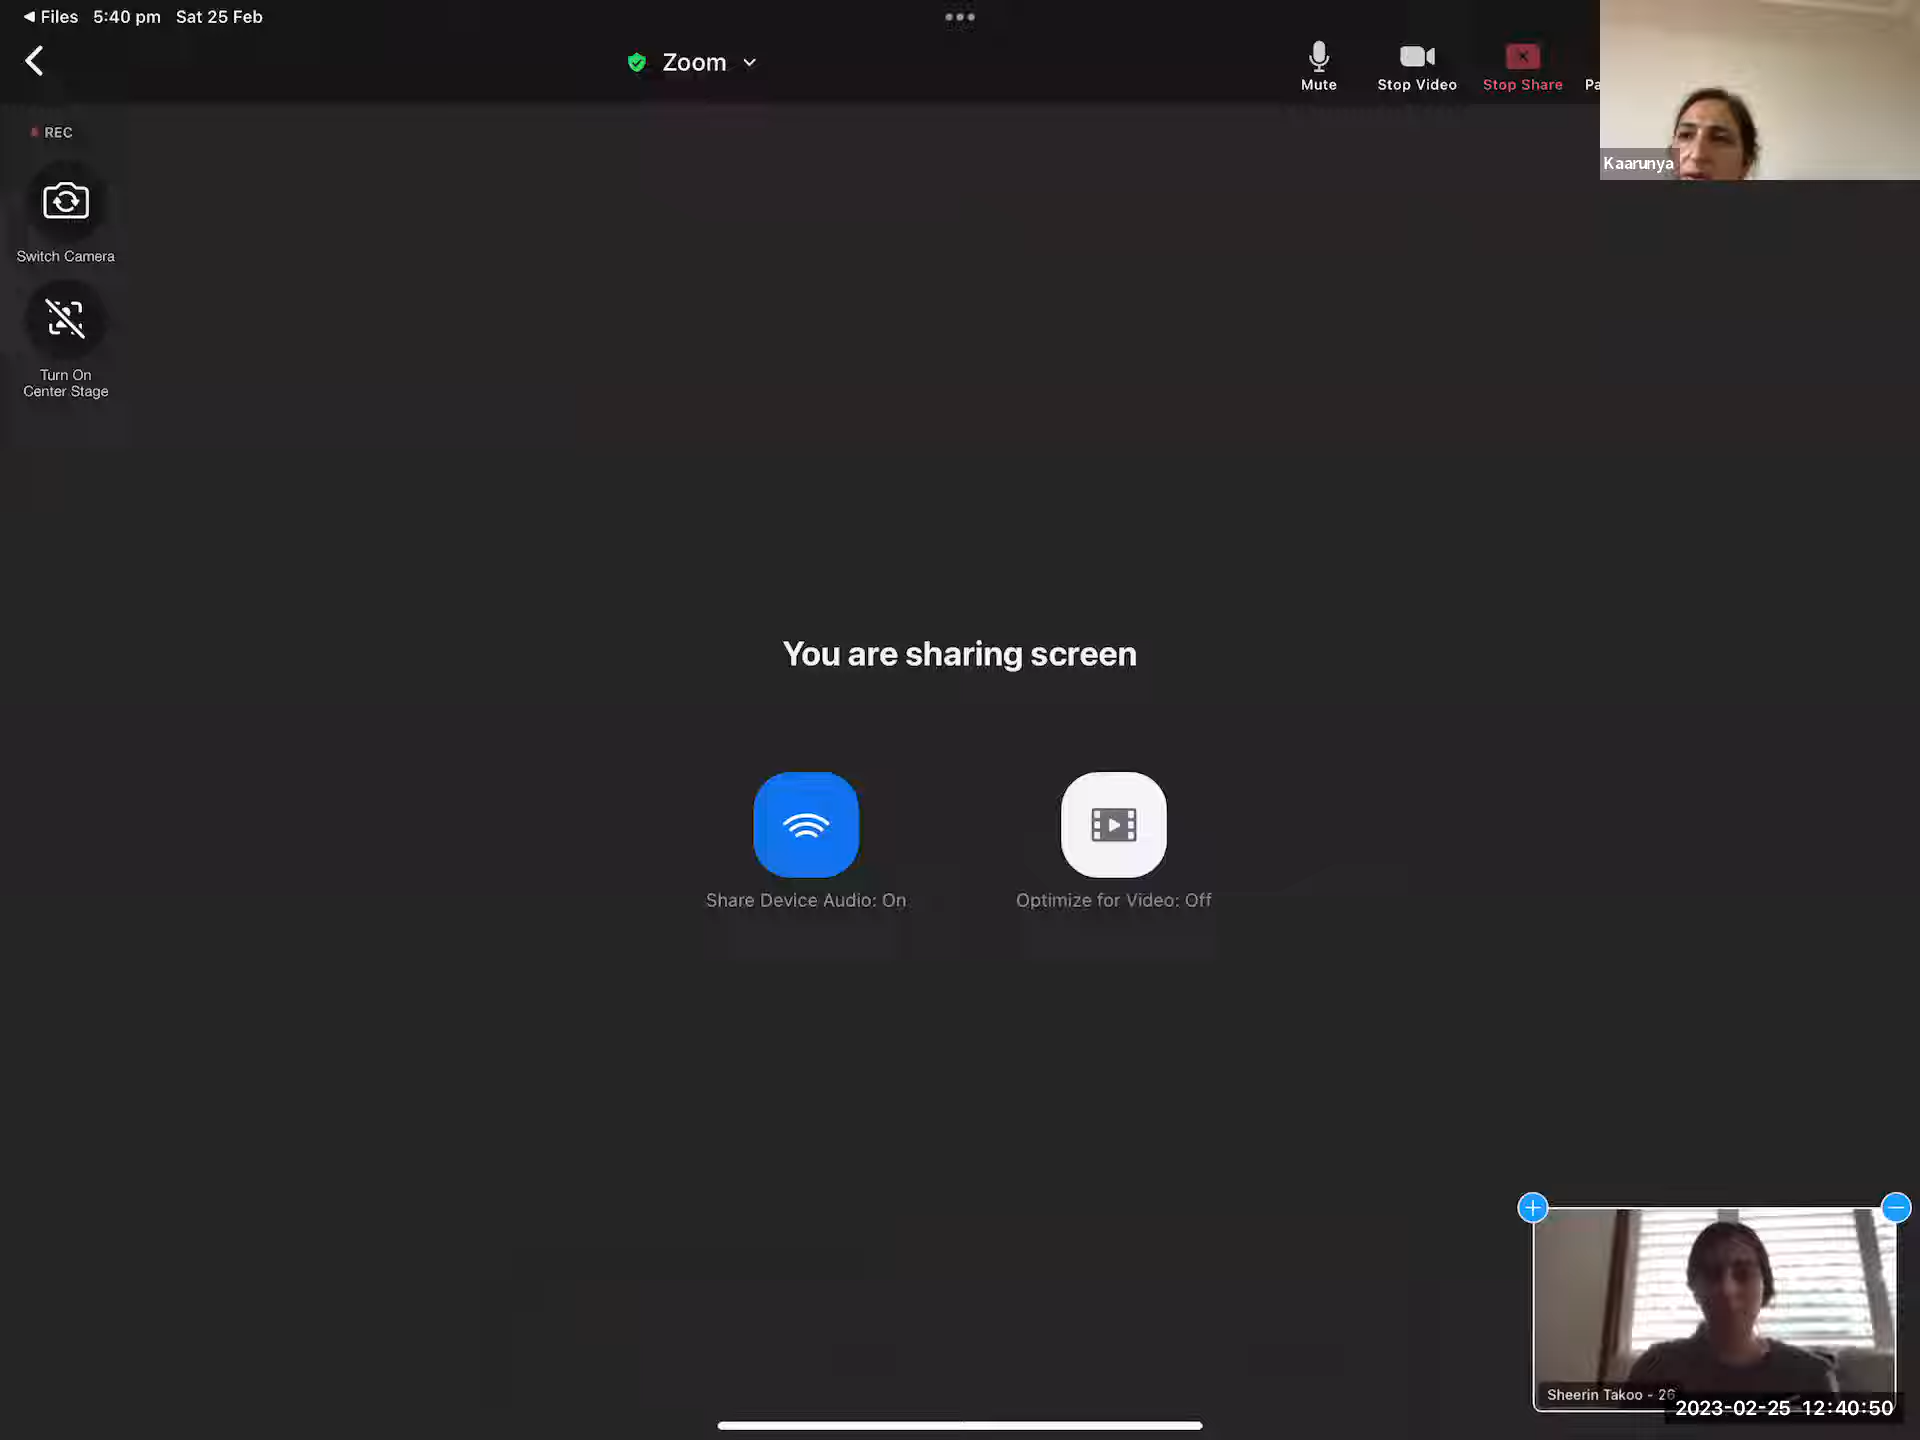 ◀ Files 5:40 pm Sat 25 Feb
Zoom
Mute
Stop Video
Stop Share
Pa
Kaarunya
REC
Switch Camera
Turn On
Center Stage
You are sharing screen
Share Device Audio: On
Optimize for Video: Off
Sheerin Takoo - 26
2023-02-25 12:40:50